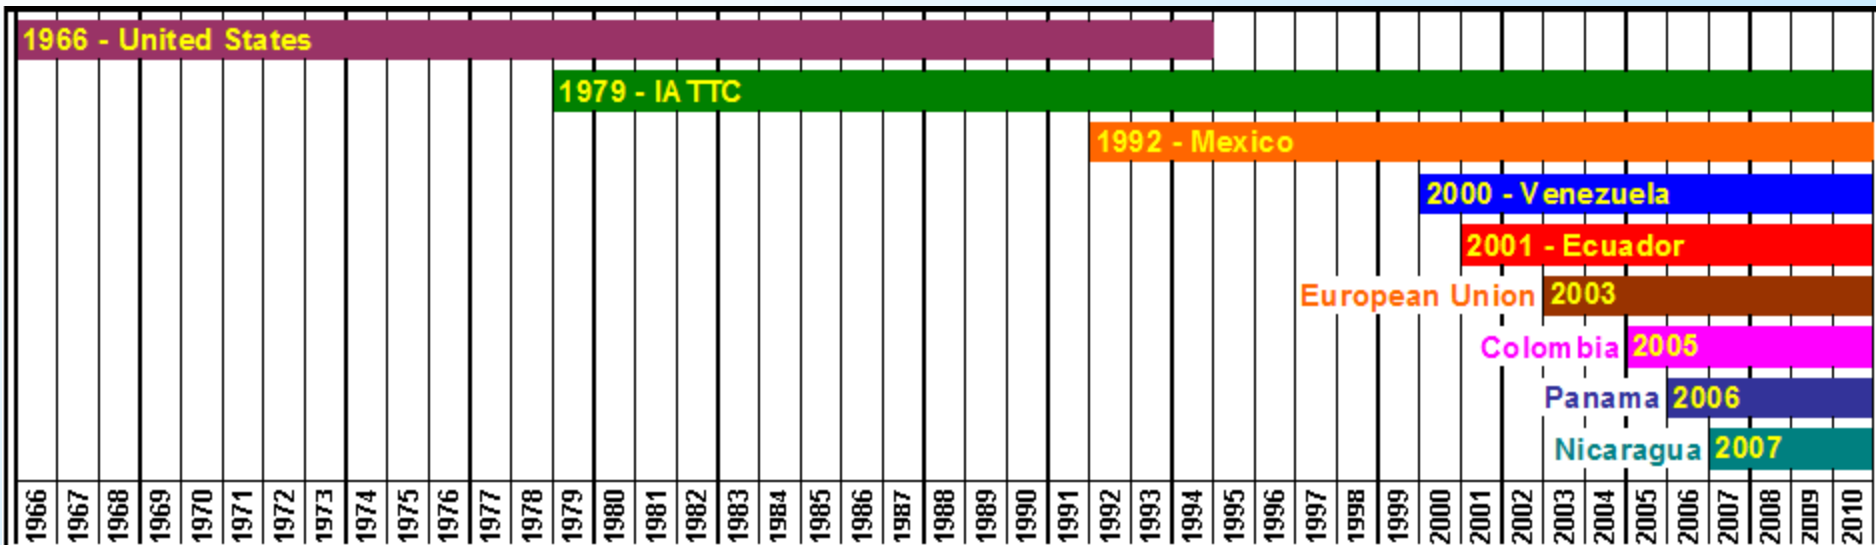 1966 - United States
1979 - IATTC
1992 - Mexico
2000 - Venezuela
2001 - Ecuador
European Union 2003
Colombia 2005
Panama 2006
Nicaragua 2007
1966 1967 1968 1969 1970 1971 1972 1973 1974 1975 1976 1977 1978 1979 1980 1981 1982 1983 1984 1985 1986 1987 1988 1989 1990 1991 1992 1993 1994 1995 1996 1997 1998 1999 2000 2001 2002 2003 2004 2005 2006 2007 2008 2009 2010